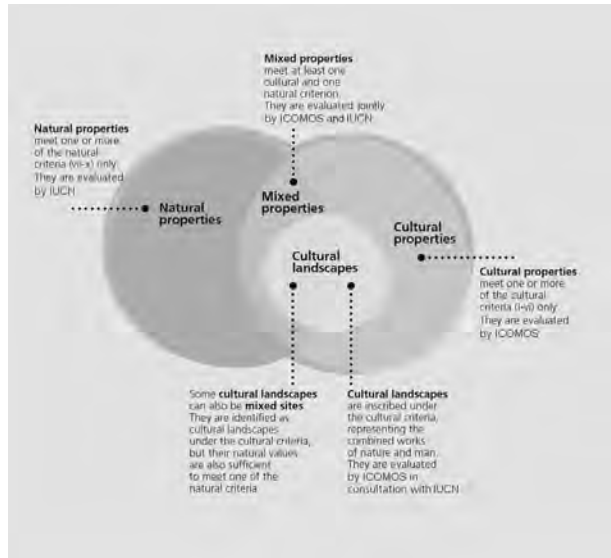 Mixed properties
meet at least one
cultural and one
natural criterion.
They are evaluated jointly
by ICOMOS and IUCN
Natural properties
meet one or more
of the natural
criteria (vii-x) only
They are evaluated
by IUCN
Mixed
properties
Natural
properties
Cultural
properties
Cultural
landscapes
Cultural properties
meet one or more
of the cultural
criteria (i-vi) only
They are evaluated
by ICOMOS
Some cultural landscapes
can also be mixed sites
They are identified as
cultural landscapes
under the cultural criteria,
but their natural values
are also sufficient
to meet one of the
natural criteria
Cultural landscapes
are inscribed under
the cultural criteria,
representing the
combined works
of nature and man.
They are evaluated
by ICOMOS in
consultation with IUCN